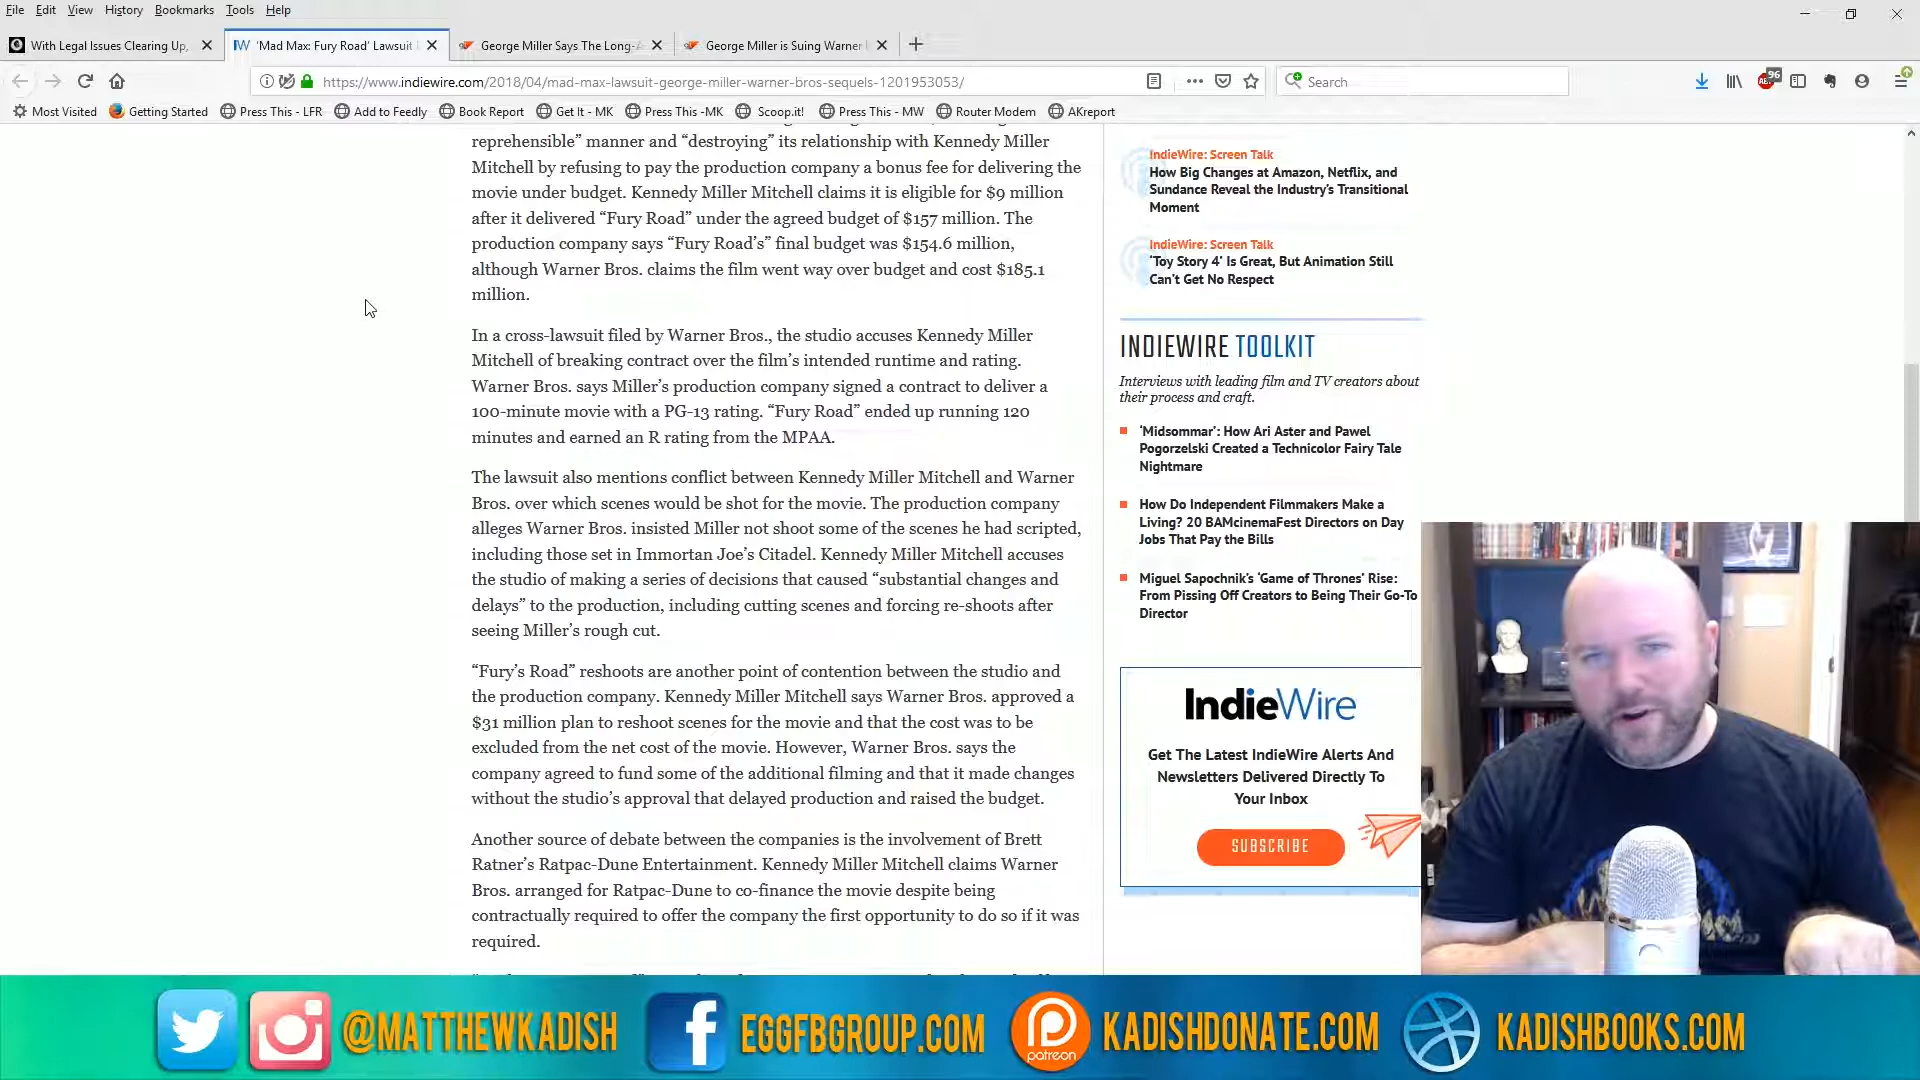 File Edit View History Bookmarks Tools Help
With Legal Issues Clearing Up,
'Mad Max: Fury Road' Lawsuit
George Miller Says The Long-
George Miller is Suing Warner
https://www.indiewire.com/2018/04/mad-max-lawsuit-george-miller-warner-bros-sequels-1201953053/
Search
96
Most Visited Getting Started Press This - LFR Add to Feedly Book Report Get It - MK Press This -MK Scoop.it! Press This - MW Router Modem AKreport
reprehensible” manner and “destroying” its relationship with Kennedy Miller
Mitchell by refusing to pay the production company a bonus fee for delivering the
movie under budget. Kennedy Miller Mitchell claims it is eligible for $9 million
after it delivered “Fury Road” under the agreed budget of $157 million. The
production company says “Fury Road’s” final budget was $154.6 million,
although Warner Bros. claims the film went way over budget and cost $185.1
million.
In a cross-lawsuit filed by Warner Bros., the studio accuses Kennedy Miller
Mitchell of breaking contract over the film’s intended runtime and rating.
Warner Bros. says Miller’s production company signed a contract to deliver a
100-minute movie with a PG-13 rating. “Fury Road” ended up running 120
minutes and earned an R rating from the MPAA.
The lawsuit also mentions conflict between Kennedy Miller Mitchell and Warner
Bros. over which scenes would be shot for the movie. The production company
alleges Warner Bros. insisted Miller not shoot some of the scenes he had scripted,
including those set in Immortan Joe’s Citadel. Kennedy Miller Mitchell accuses
the studio of making a series of decisions that caused “substantial changes and
delays” to the production, including cutting scenes and forcing re-shoots after
seeing Miller’s rough cut.
“Fury’s Road” reshoots are another point of contention between the studio and
the production company. Kennedy Miller Mitchell says Warner Bros. approved a
$31 million plan to reshoot scenes for the movie and that the cost was to be
excluded from the net cost of the movie. However, Warner Bros. says the
company agreed to fund some of the additional filming and that it made changes
without the studio’s approval that delayed production and raised the budget.
Another source of debate between the companies is the involvement of Brett
Ratner’s Ratpac-Dune Entertainment. Kennedy Miller Mitchell claims Warner
Bros. arranged for Ratpac-Dune to co-finance the movie despite being
contractually required to offer the company the first opportunity to do so if it was
required.
IndieWire: Screen Talk
How Big Changes at Amazon, Netflix, and
Sundance Reveal the Industry’s Transitional
Moment
IndieWire: Screen Talk
‘Toy Story 4’ Is Great, But Animation Still
Can’t Get No Respect
INDIEWIRE TOOLKIT
Interviews with leading film and TV creators about
their process and craft.
‘Midsommar’: How Ari Aster and Pawel
Pogorzelski Created a Technicolor Fairy Tale
Nightmare
How Do Independent Filmmakers Make a
Living? 20 BAMcinemaFest Directors on Day
Jobs That Pay the Bills
Miguel Sapochnik’s ‘Game of Thrones’ Rise:
From Pissing Off Creators to Being Their Go-To
Director
IndieWire
Get The Latest IndieWire Alerts And
Newsletters Delivered Directly To
Your Inbox
SUBSCRIBE
@MATTHEWKADISH
EGGFBGROUP.COM
patreon
KADISHDONATE.COM
KADISHBOOKS.COM